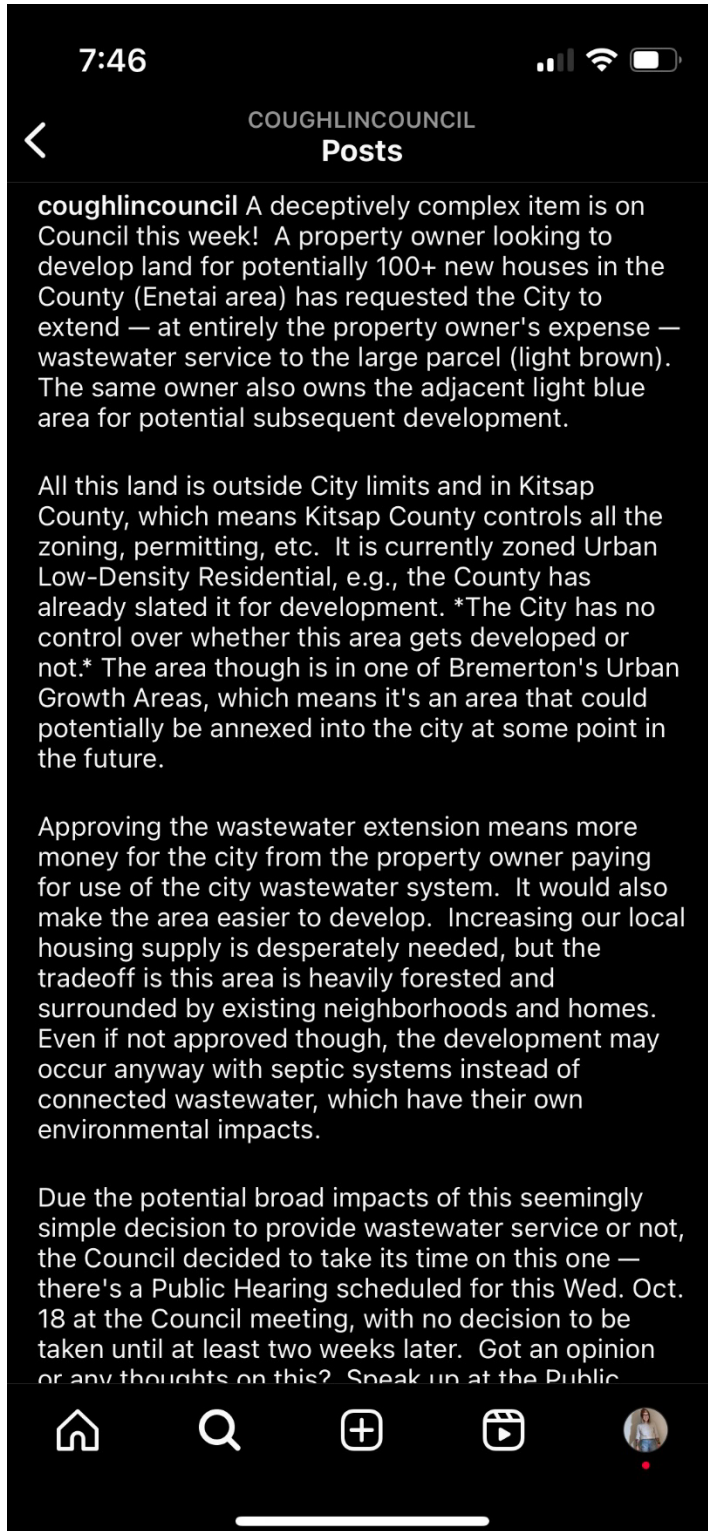 7:46
COUGHLINCOUNCIL
Posts
coughlincouncil A deceptively complex item is on
Council this week!  A property owner looking to
develop land for potentially 100+ new houses in the
County (Enetai area) has requested the City to
extend — at entirely the property owner's expense —
wastewater service to the large parcel (light brown).
The same owner also owns the adjacent light blue
area for potential subsequent development.
All this land is outside City limits and in Kitsap
County, which means Kitsap County controls all the
zoning, permitting, etc.  It is currently zoned Urban
Low-Density Residential, e.g., the County has
already slated it for development. *The City has no
control over whether this area gets developed or
not.* The area though is in one of Bremerton's Urban
Growth Areas, which means it's an area that could
potentially be annexed into the city at some point in
the future.
Approving the wastewater extension means more
money for the city from the property owner paying
for use of the city wastewater system.  It would also
make the area easier to develop.  Increasing our local
housing supply is desperately needed, but the
tradeoff is this area is heavily forested and
surrounded by existing neighborhoods and homes.
Even if not approved though, the development may
occur anyway with septic systems instead of
connected wastewater, which have their own
environmental impacts.
Due the potential broad impacts of this seemingly
simple decision to provide wastewater service or not,
the Council decided to take its time on this one —
there's a Public Hearing scheduled for this Wed. Oct.
18 at the Council meeting, with no decision to be
taken until at least two weeks later.  Got an opinion
or any thoughts on this?  Speak up at the Public